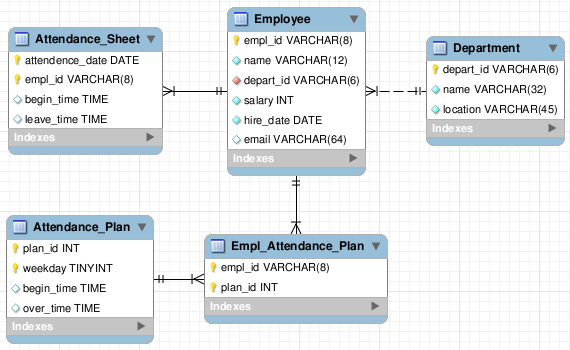 Attendance_Sheet
attendence_date DATE
empl_id VARCHAR(8)
begin_time TIME
leave_time TIME
Indexes
Employee
empl_id VARCHAR(8)
name VARCHAR(12)
depart_id VARCHAR(6)
salary INT
hire_date DATE
email VARCHAR(64)
Indexes
Department
depart_id VARCHAR(6)
name VARCHAR(32)
location VARCHAR(45)
Indexes
Attendance_Plan
plan_id INT
weekday TINYINT
begin_time TIME
over_time TIME
Indexes
Empl_Attendance_Plan
empl_id VARCHAR(8)
plan_id INT
Indexes